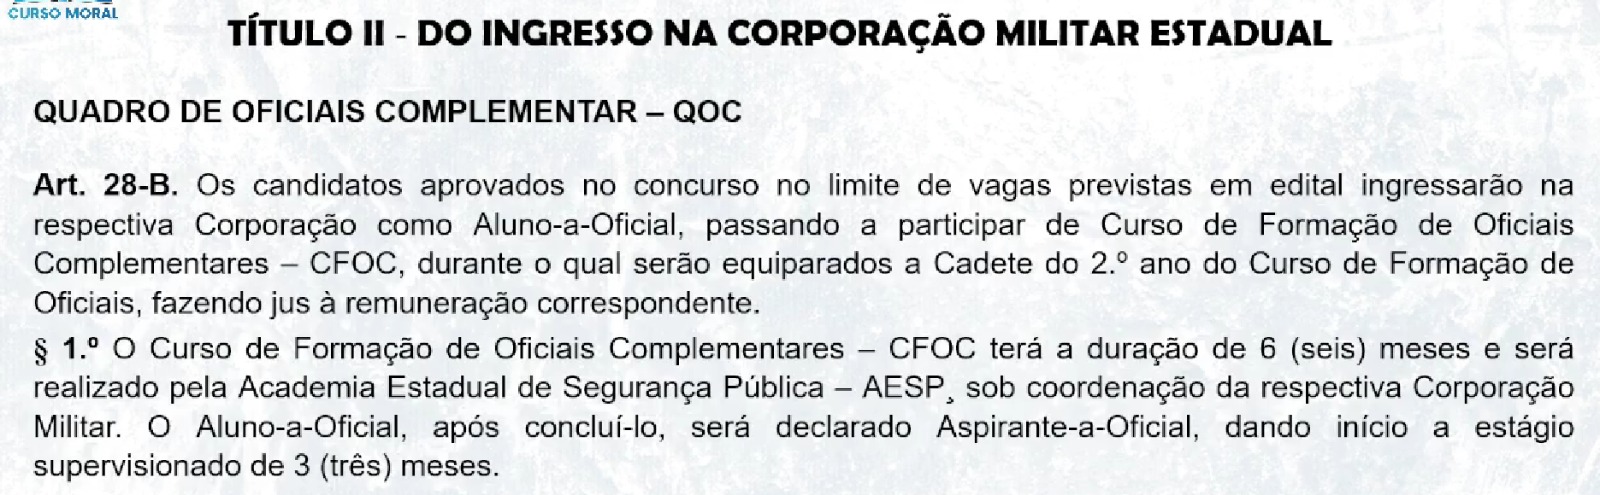 CURSO MORAL
TÍTULO II - DO INGRESSO NA CORPORAÇÃO MILITAR ESTADUAL
QUADRO DE OFICIAIS COMPLEMENTAR – QOC
Art. 28-B. Os candidatos aprovados no concurso no limite de vagas previstas em edital ingressarão na
respectiva Corporação como Aluno-a-Oficial, passando a participar de Curso de Formação de Oficiais
Complementares – CFOC, durante o qual serão equiparados a Cadete do 2.º ano do Curso de Formação de
Oficiais, fazendo jus à remuneração correspondente.
§ 1.º O Curso de Formação de Oficiais Complementares – CFOC terá a duração de 6 (seis) meses e será
realizado pela Academia Estadual de Segurança Pública – AESP¸ sob coordenação da respectiva Corporação
Militar. O Aluno-a-Oficial, após concluí-lo, será declarado Aspirante-a-Oficial, dando início a estágio
supervisionado de 3 (três) meses.